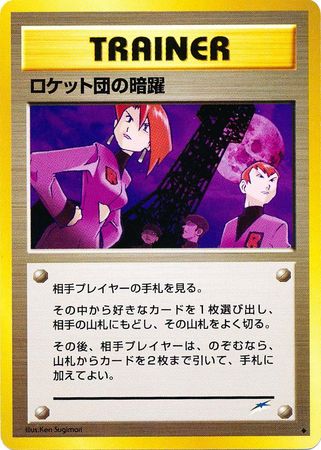 TRAINER
ロケット団の暗躍
R
R
相手プレイヤーの手札を見る。
その中から好きなカードを1枚選び出し、
相手の山札にもどし、その山札をよく切る。
その後、相手プレイヤーは、のぞむなら、
山札からカードを2枚まで引いて、手札に
加えてよい。
Illus. Ken Sugimori